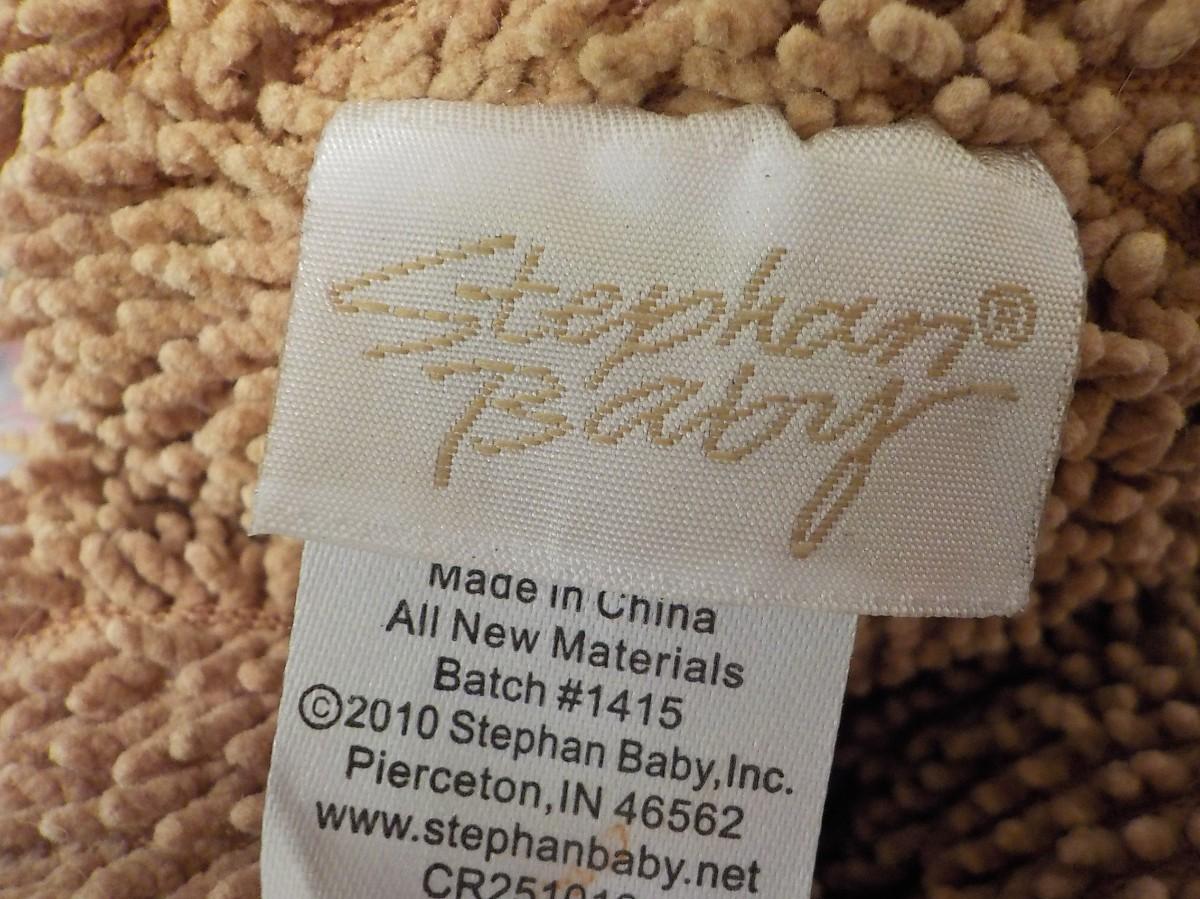 Stephan®
Baby
Made in China
All New Materials
Batch #1415
©2010 Stephan Baby,Inc.
Pierceton,IN 46562
www.stephanbaby.net